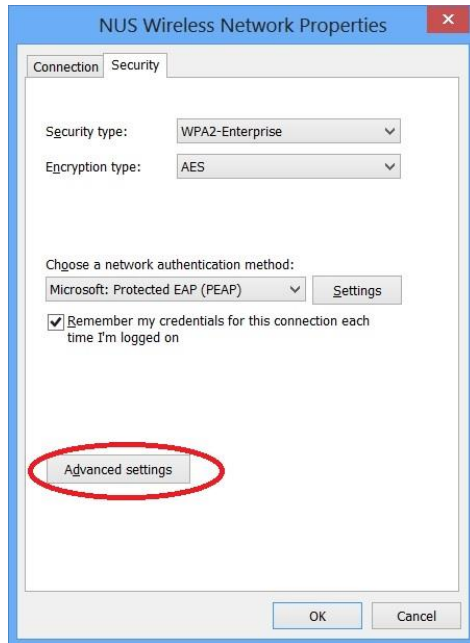 NUS Wireless Network Properties
Connection Security
Security type: WPA2-Enterprise
Encryption type: AES
Choose a network authentication method:
Microsoft: Protected EAP (PEAP) Settings
Remember my credentials for this connection each
time I'm logged on
Advanced settings
OK Cancel